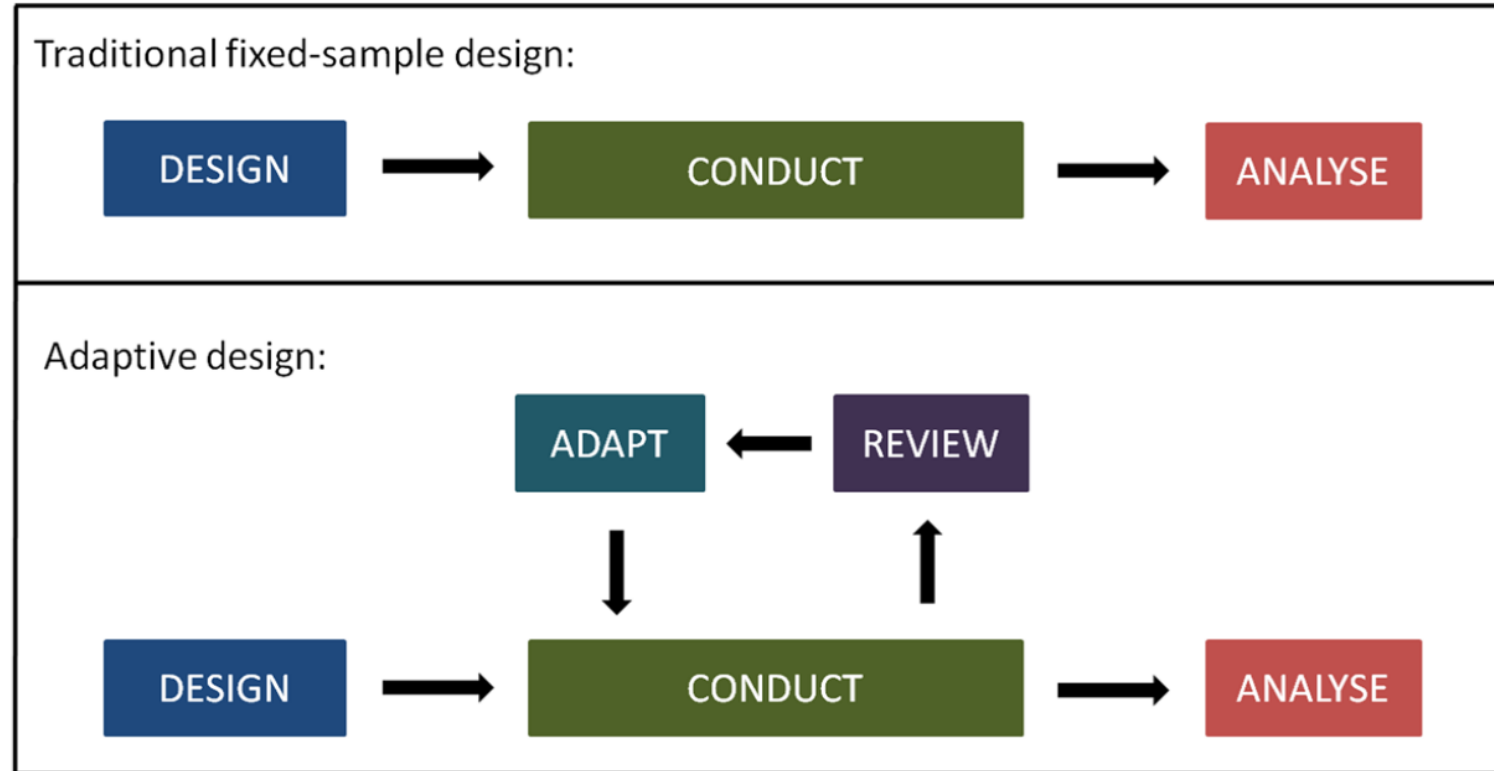 Traditional fixed-sample design:
DESIGN
CONDUCT
ANALYSE
Adaptive design:
ADAPT
REVIEW
DESIGN
CONDUCT
ANALYSE